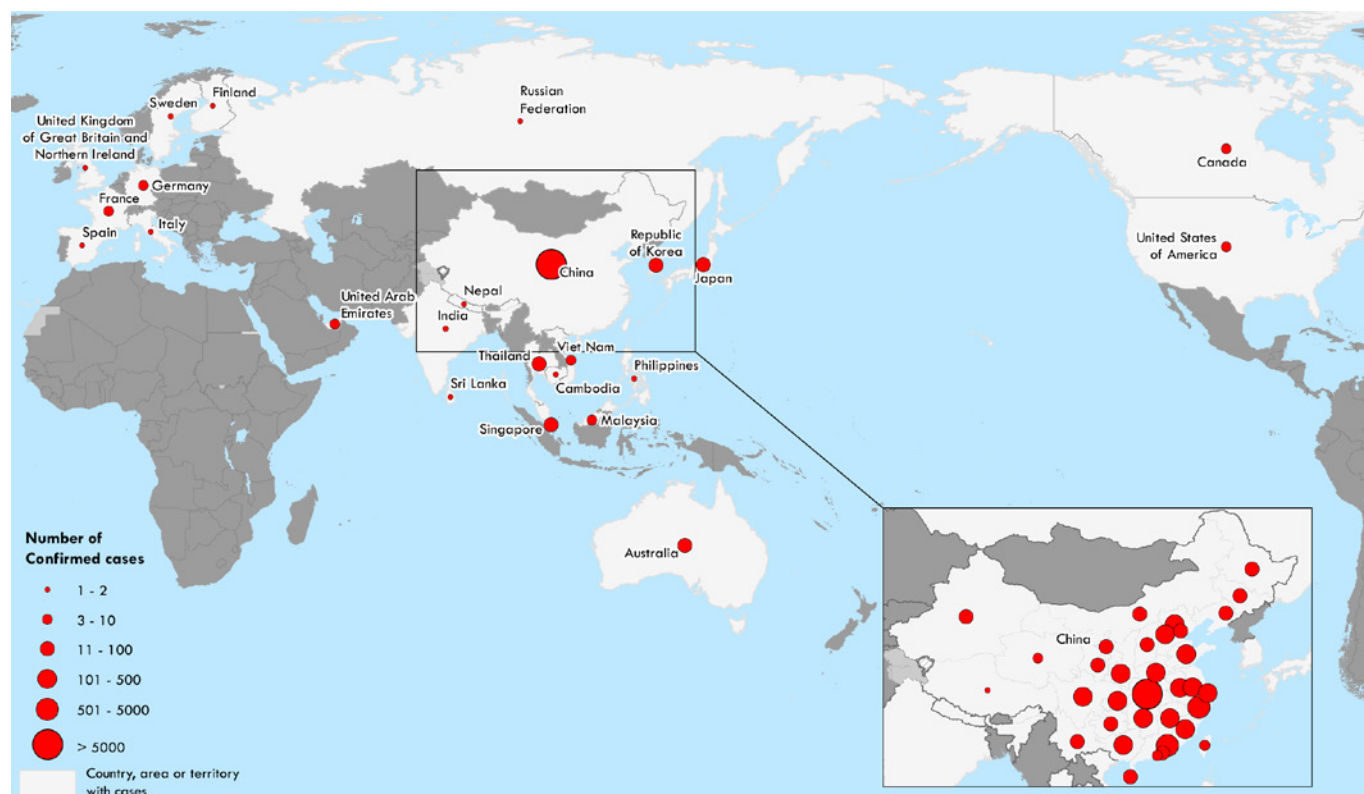 Finland
Sweden
Russian
Federation
United Kingdom
of Great Britain and
Northern Ireland
Canada
Germany
France
Italy
Spain
Republic
of Korea
United States
of America
China
Japan
Nepal
United Arab
Emirates
India
Viet Nam
Thailand
Philippines
Sri Lanka
Cambodia
Malaysia
Singapore
Australia
Number of
Confirmed cases
1 - 2
3 - 10
11 - 100
101 - 500
501 - 5000
> 5000
Country, area or territory
with cases
China